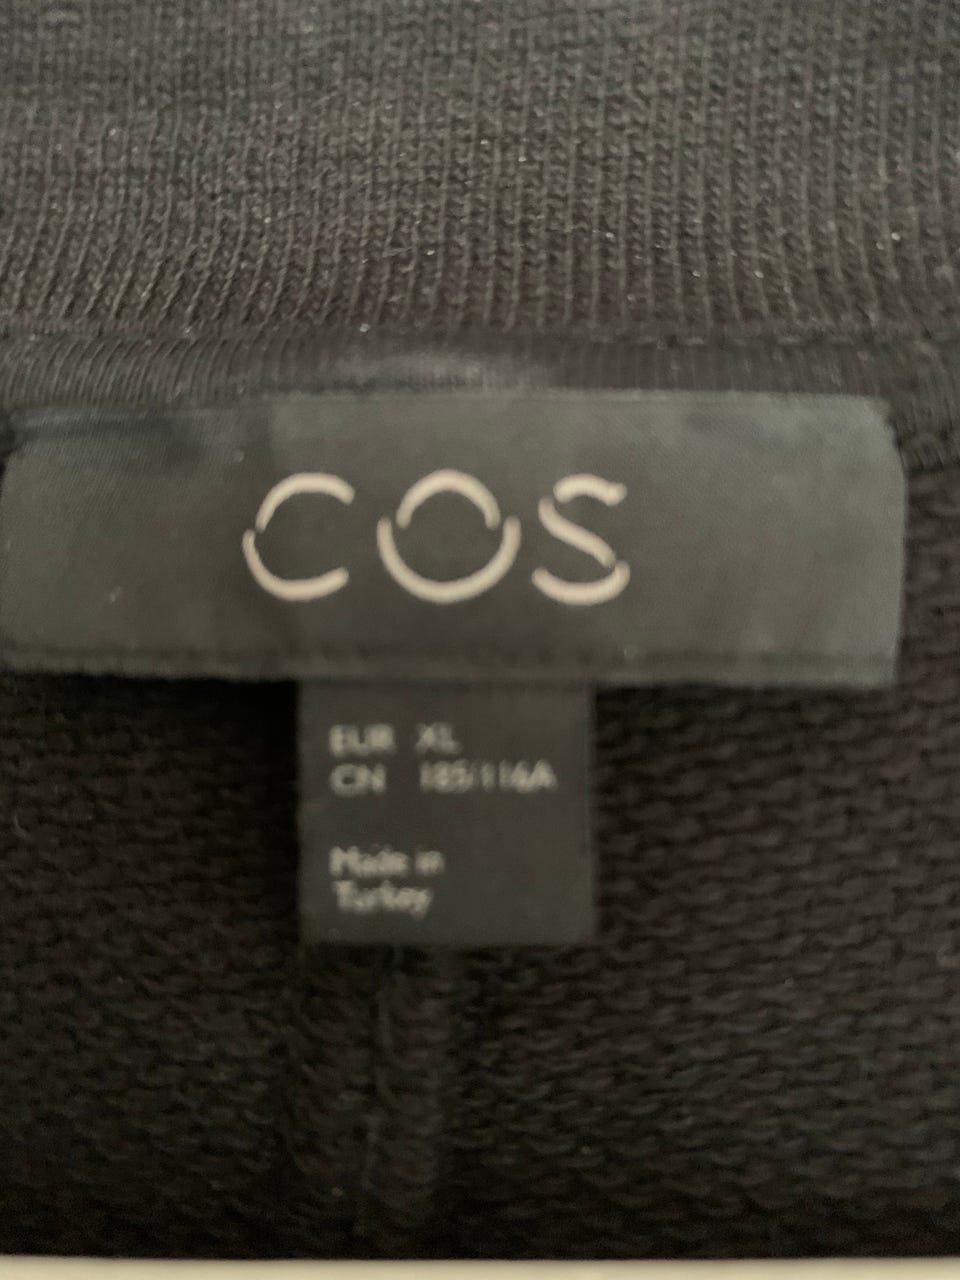 COS
EUR XL
CN 185/116A
Made in
Turkey